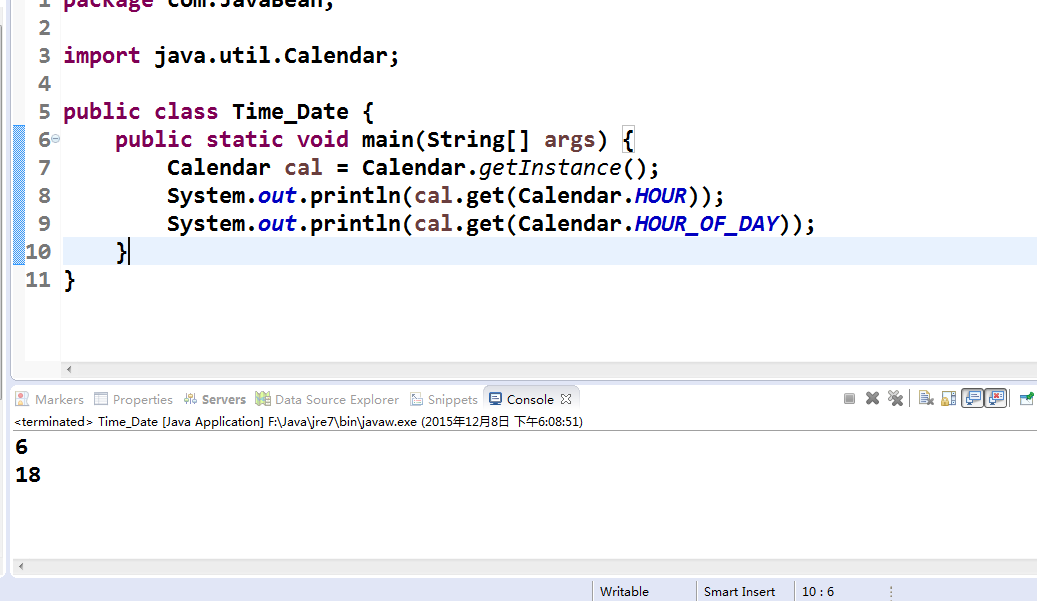 1 package com.JavaBean;
2
3 import java.util.Calendar;
4
5 public class Time_Date {
6 public static void main(String[] args) {
7 Calendar cal = Calendar.getInstance();
8 System.out.println(cal.get(Calendar.HOUR));
9 System.out.println(cal.get(Calendar.HOUR_OF_DAY));
10 }
11 }
Markers Properties Servers Data Source Explorer Snippets Console
<terminated> Time_Date [Java Application] F:\Java\jre7\bin\javaw.exe (2015年12月8日 下午6:08:51)
6
18
Writable Smart Insert 10 : 6